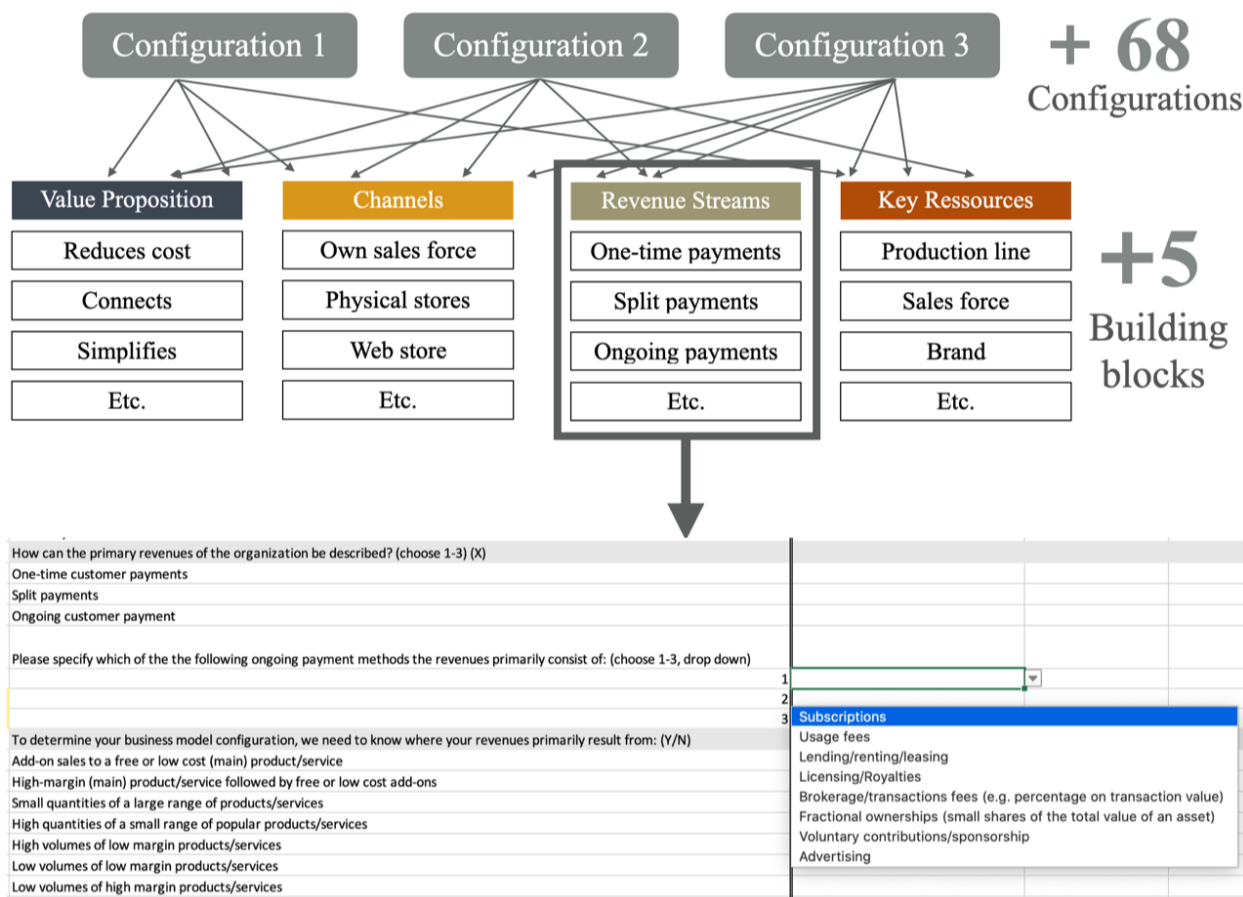 Configuration 1
Configuration 2
Configuration 3
+ 68
Configurations
Value Proposition
Reduces cost
Connects
Simplifies
Etc.
Channels
Own sales force
Physical stores
Web store
Etc.
Revenue Streams
One-time payments
Split payments
Ongoing payments
Etc.
Key Ressources
Production line
Sales force
Brand
Etc.
+5
Building
blocks
How can the primary revenues of the organization be described? (choose 1-3) (X)
One-time customer payments
Split payments
Ongoing customer payment
Please specify which of the the following ongoing payment methods the revenues primarily consist of: (choose 1-3, drop down)
1
2
3
Subscriptions
Usage fees
Lending/renting/leasing
Licensing/Royalties
Brokerage/transactions fees (e.g. percentage on transaction value)
Fractional ownerships (small shares of the total value of an asset)
Voluntary contributions/sponsorship
Advertising
To determine your business model configuration, we need to know where your revenues primarily result from: (Y/N)
Add-on sales to a free or low cost (main) product/service
High-margin (main) product/service followed by free or low cost add-ons
Small quantities of a large range of products/services
High quantities of a small range of popular products/services
High volumes of low margin products/services
Low volumes of low margin products/services
Low volumes of high margin products/services